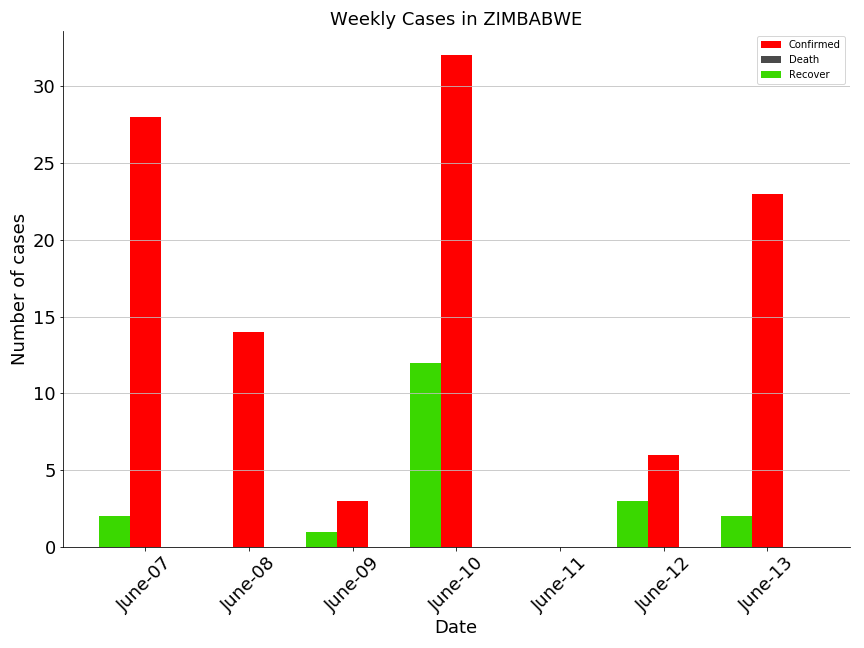 Weekly Cases in ZIMBABWE
Confirmed
Death
Recover
Number of cases
30
25
20
15
10
5
0
June-07
June-08
June-09
June-10
June-11
June-12
June-13
Date